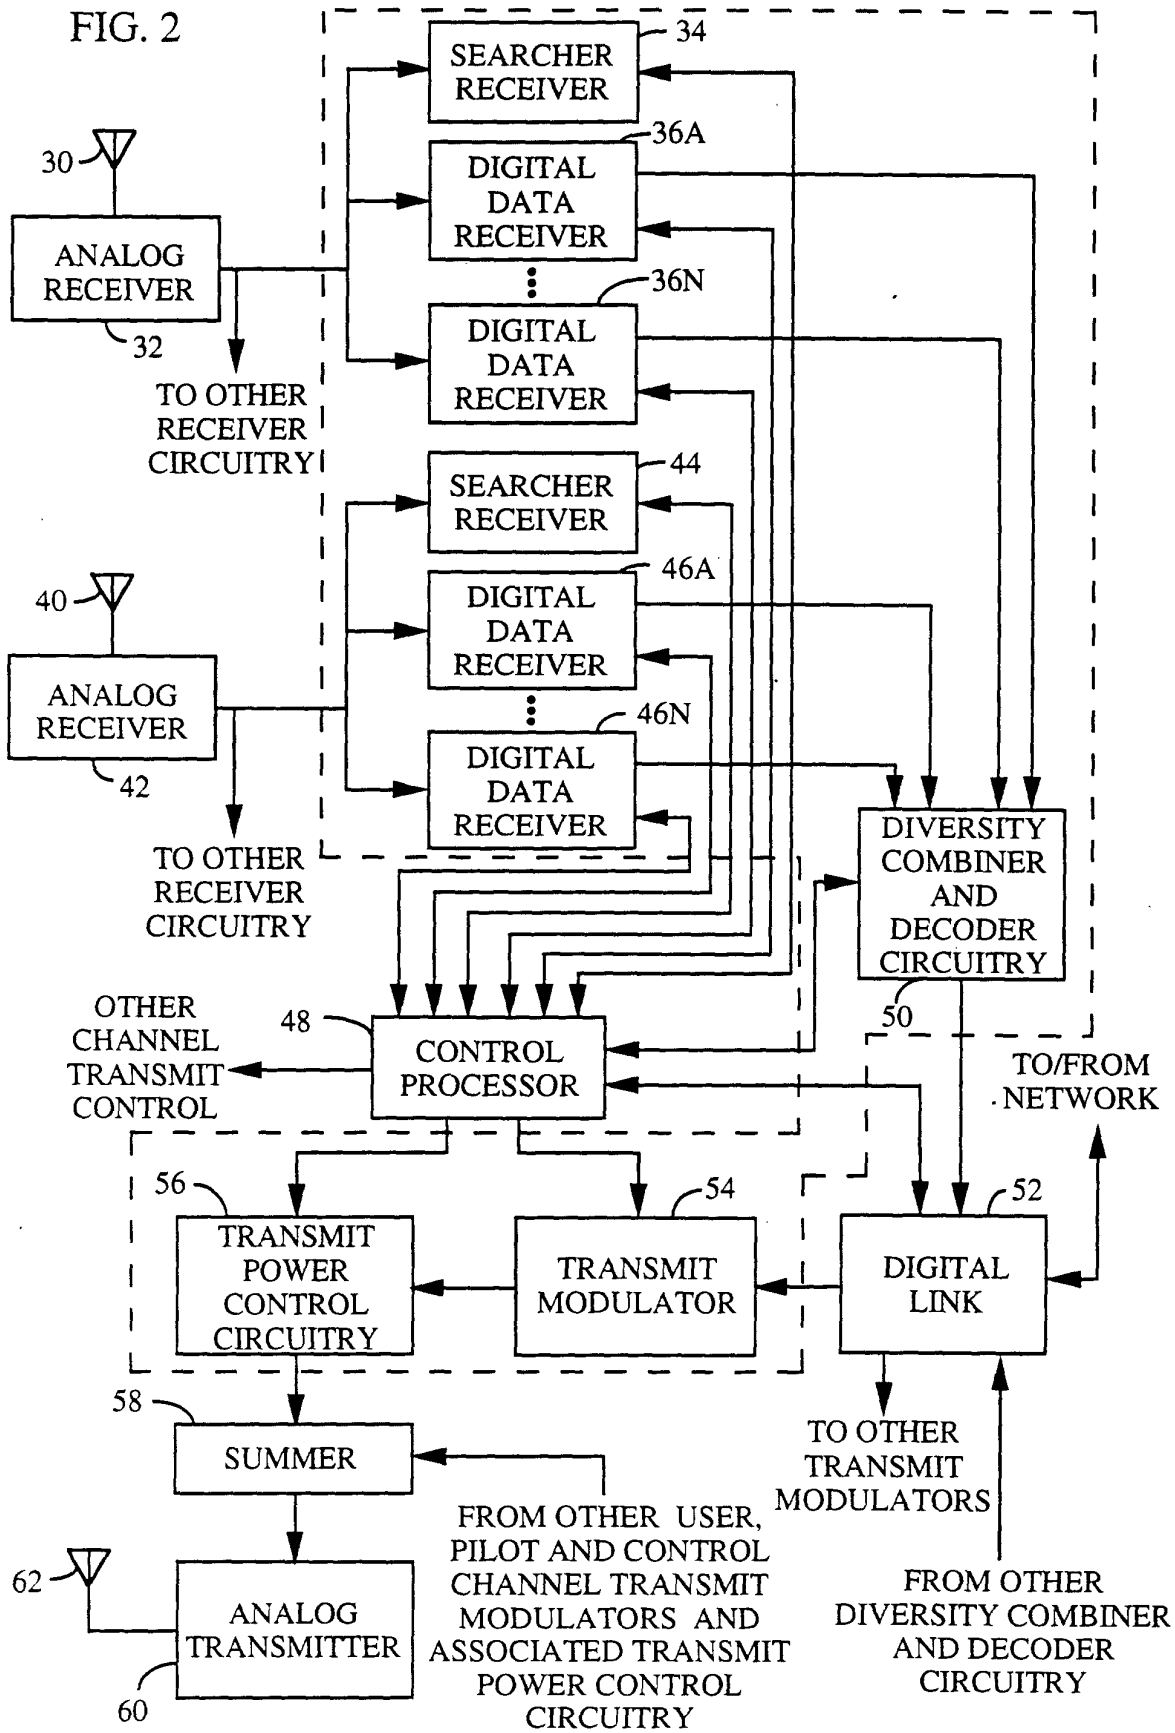 FIG. 2
34
SEARCHER
RECEIVER
36A
30
DIGITAL
DATA
RECEIVER
ANALOG
RECEIVER
32
36N
DIGITAL
DATA
RECEIVER
TO OTHER
RECEIVER
CIRCUITRY
44
SEARCHER
RECEIVER
46A
40
DIGITAL
DATA
RECEIVER
ANALOG
RECEIVER
42
46N
DIGITAL
DATA
RECEIVER
TO OTHER
RECEIVER
CIRCUITRY
DIVERSITY
COMBINER
AND
DECODER
CIRCUITRY
50
OTHER
CHANNEL
TRANSMIT
CONTROL
48
CONTROL
PROCESSOR
TO/FROM
NETWORK
56
TRANSMIT
POWER
CONTROL
CIRCUITRY
54
TRANSMIT
MODULATOR
52
DIGITAL
LINK
58
SUMMER
TO OTHER
TRANSMIT
MODULATORS
FROM OTHER USER,
PILOT AND CONTROL
CHANNEL TRANSMIT
MODULATORS AND
ASSOCIATED TRANSMIT
POWER CONTROL
CIRCUITRY
FROM OTHER
DIVERSITY COMBINER
AND DECODER
CIRCUITRY
62
ANALOG
TRANSMITTER
60